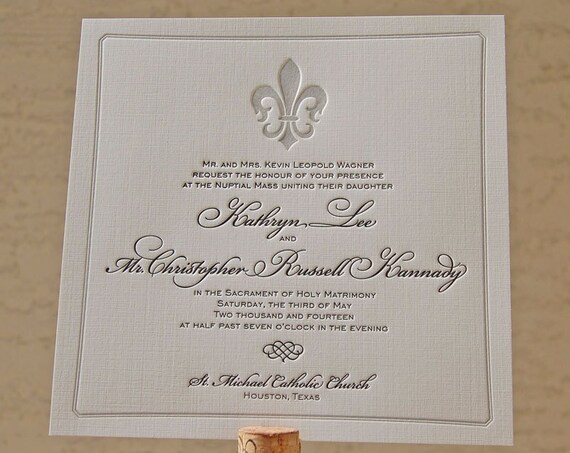 Mr. and Mrs. Kevin Leopold Wagner
request the honour of your presence
at the Nuptial Mass uniting their daughter
Kathryn Lee
and
Mr. Christopher Russell Kannady
in the Sacrament of Holy Matrimony
Saturday, the third of May
Two thousand and fourteen
at half past seven o'clock in the evening
St. Michael Catholic Church
Houston, Texas